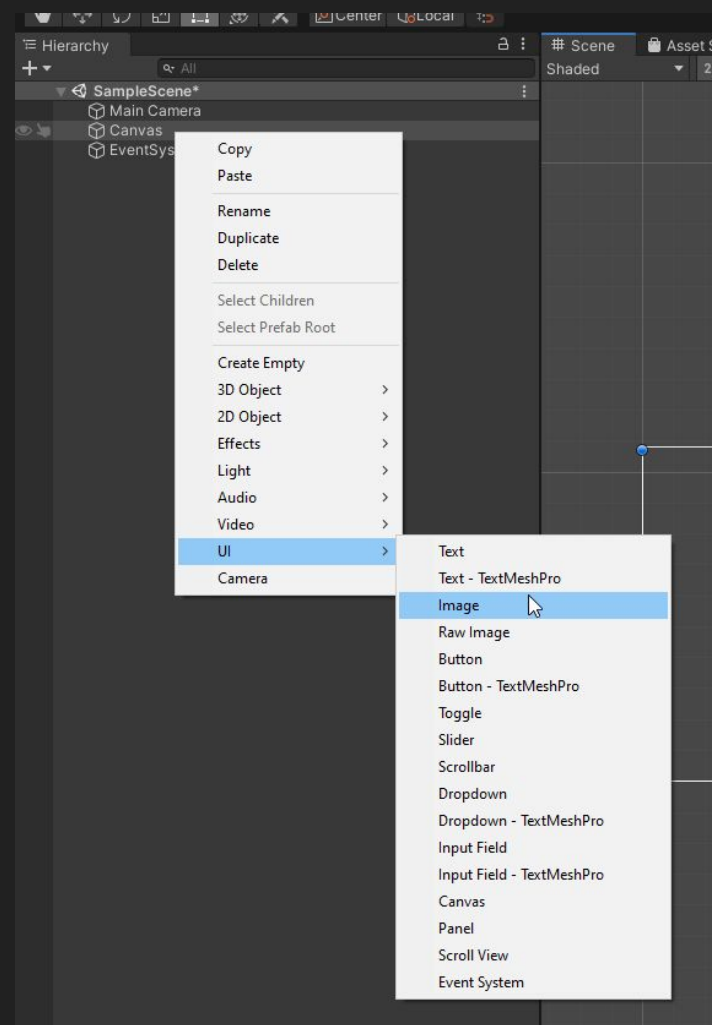 Center Local
Hierarchy
# Scene
Asset S
All
Shaded
2
SampleScene*
Main Camera
Canvas
EventSys
Copy
Paste
Rename
Duplicate
Delete
Select Children
Select Prefab Root
Create Empty
3D Object
2D Object
Effects
Light
Audio
Video
UI
Camera
Text
Text - TextMeshPro
Image
Raw Image
Button
Button - TextMeshPro
Toggle
Slider
Scrollbar
Dropdown
Dropdown - TextMeshPro
Input Field
Input Field - TextMeshPro
Canvas
Panel
Scroll View
Event System